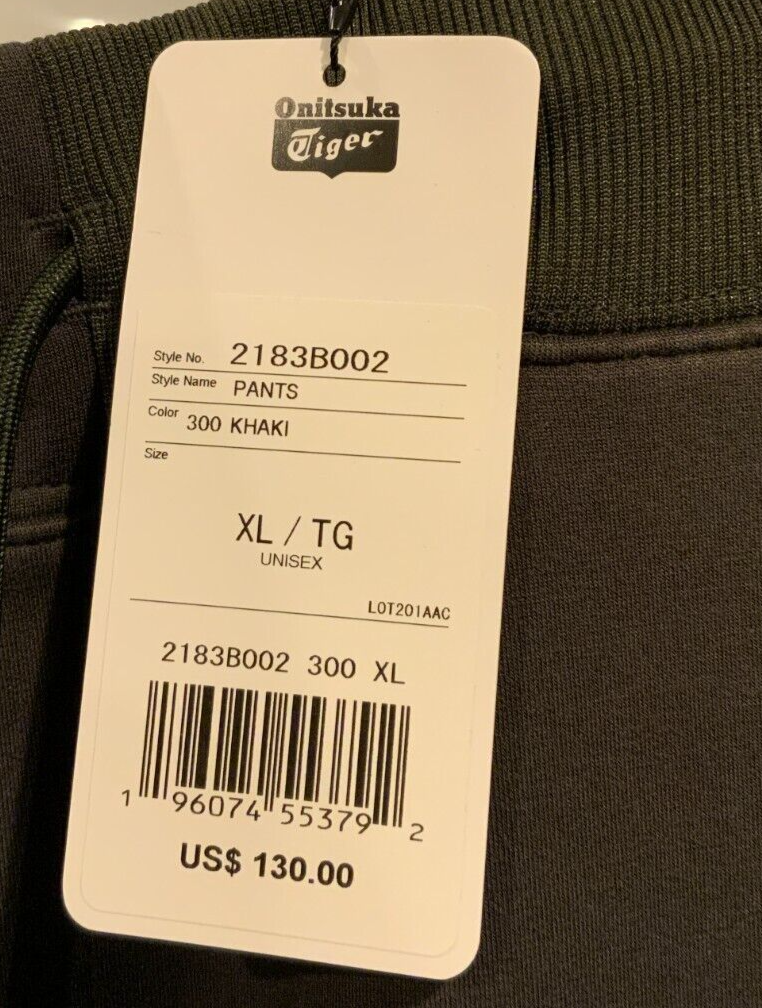 Onitsuka
Tiger
Style No. 2183B002
Style Name PANTS
Color 300 KHAKI
Size
XL / TG
UNISEX
LOT201AAC
2183B002 300 XL
1 96074 55379 2
US$ 130.00